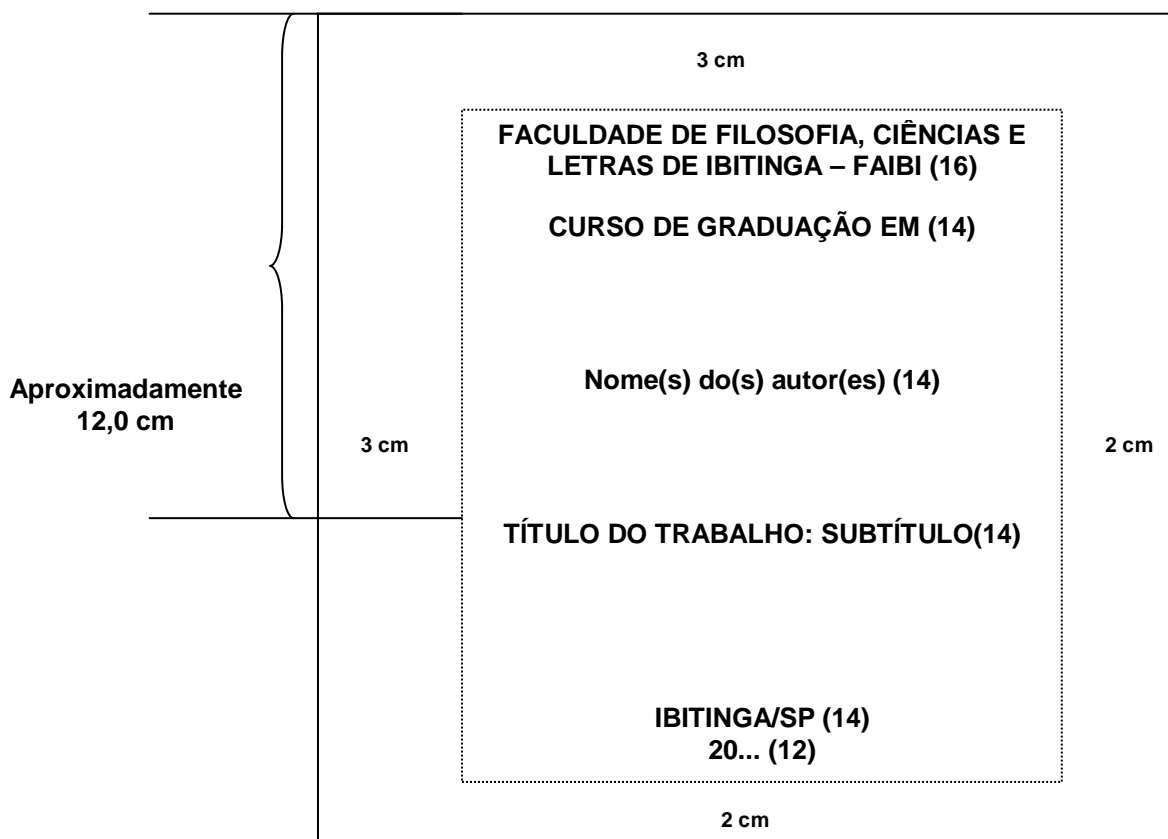 3 cm
FACULDADE DE FILOSOFIA, CIÊNCIAS E
LETRAS DE IBITINGA – FAIBI (16)
CURSO DE GRADUAÇÃO EM (14)
Nome(s) do(s) autor(es) (14)
Aproximadamente
12,0 cm
3 cm
2 cm
TÍTULO DO TRABALHO: SUBTÍTULO(14)
IBITINGA/SP (14)
20... (12)
2 cm